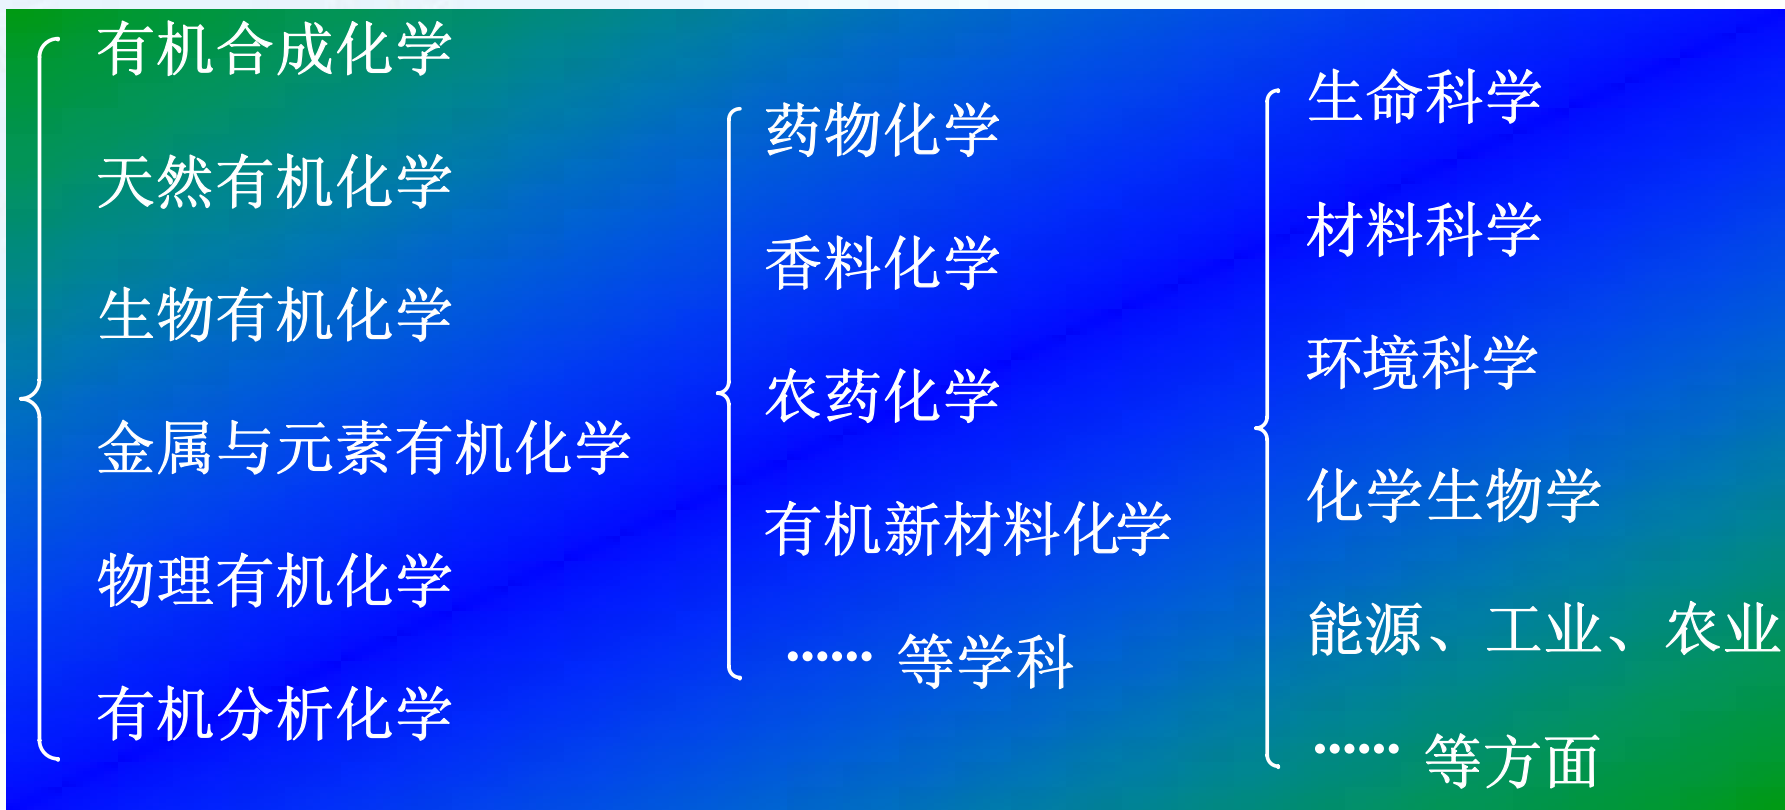 有机合成化学
天然有机化学
生物有机化学
金属与元素有机化学
物理有机化学
有机分析化学
药物化学
香料化学
农药化学
有机新材料化学
…… 等学科
生命科学
材料科学
环境科学
化学生物学
能源、工业、农业
…… 等方面